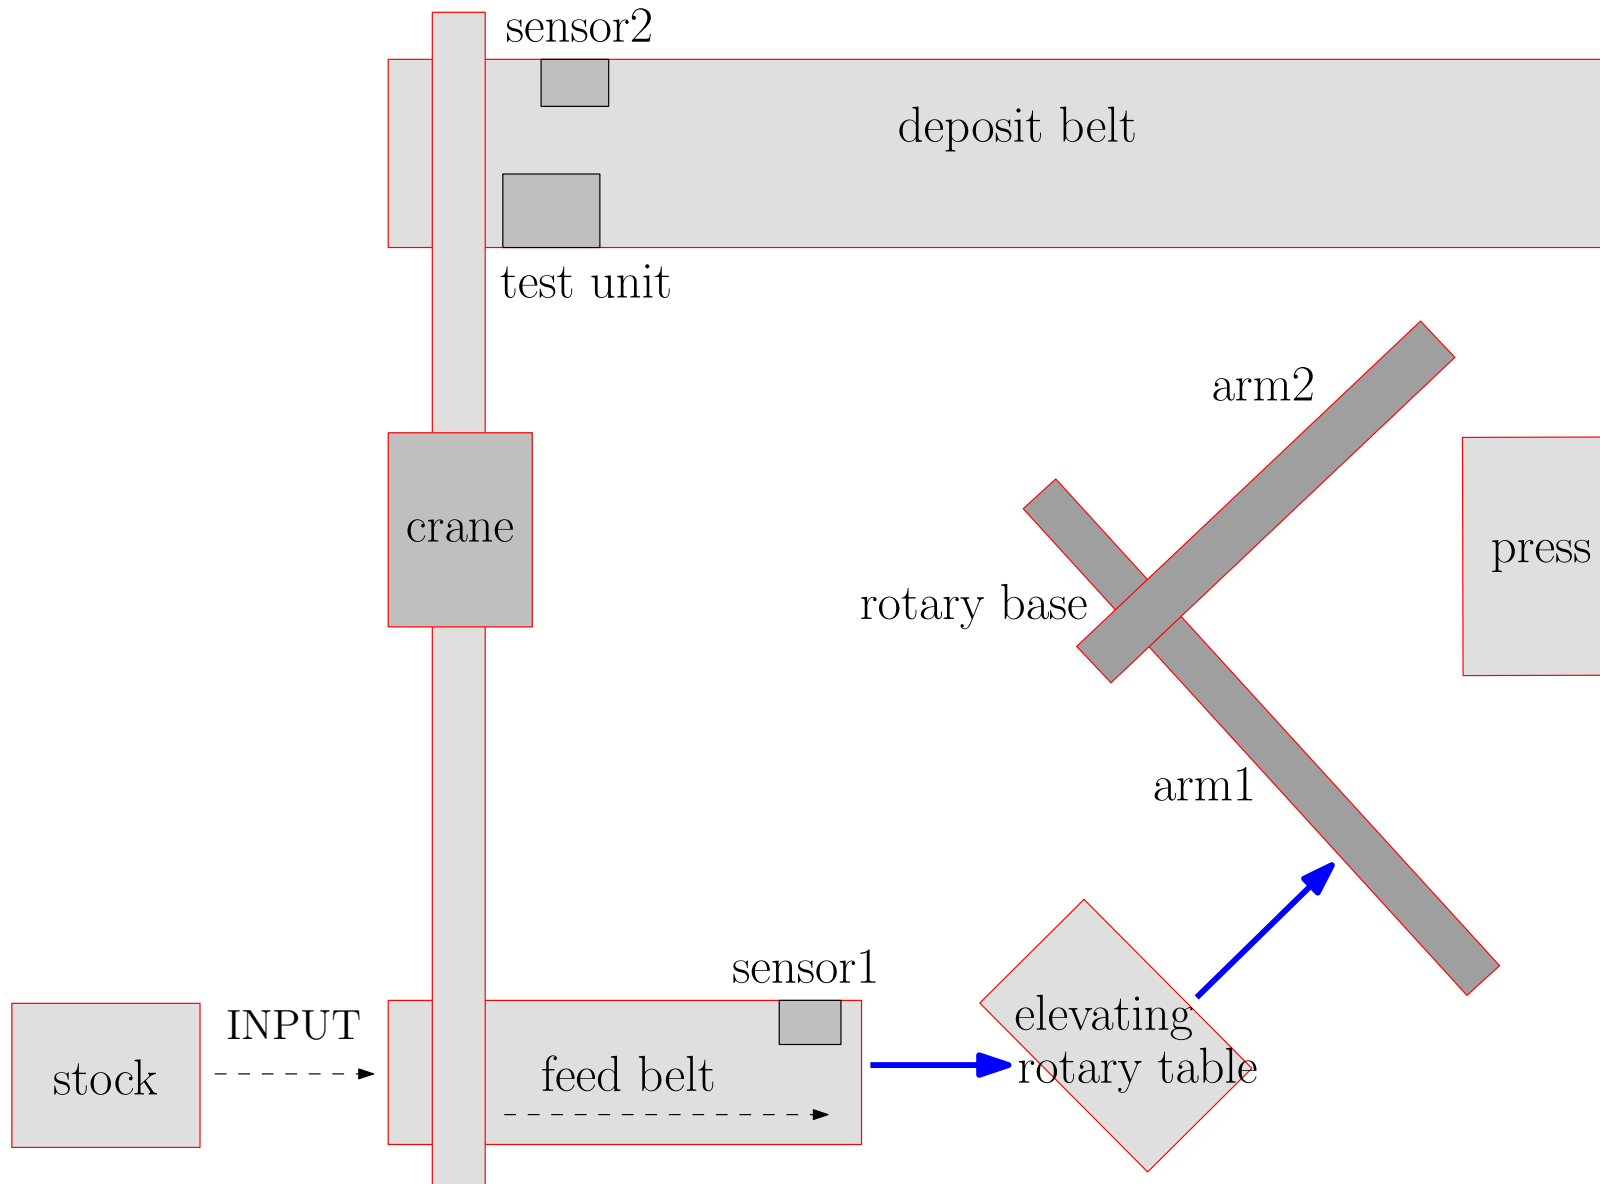 sensor2
deposit belt
test unit
arm2
crane
press
rotary base
arm1
sensor1
elevating
rotary table
INPUT
stock
feed belt